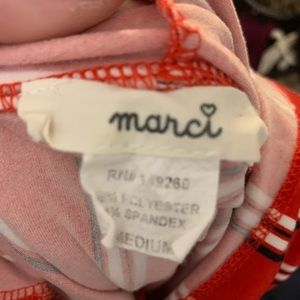 marci
RN# 149260
POLYESTER
SPANDEX
MEDIUM